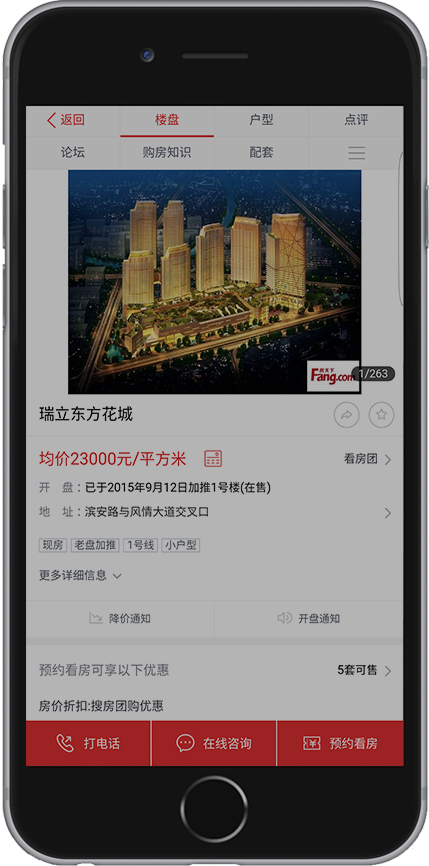 返回 楼盘 户型 点评
论坛 购房知识 配套
房天下
Fang.com
1/263
瑞立东方花城
均价23000元/平方米 看房团
开 盘：已于2015年9月12日加推1号楼(在售)
地 址：滨安路与风情大道交叉口
现房 老盘加推 1号线 小户型
更多详细信息
降价通知 开盘通知
预约看房可享以下优惠 5套可售
房价折扣:搜房团购优惠
打电话 在线咨询 预约看房